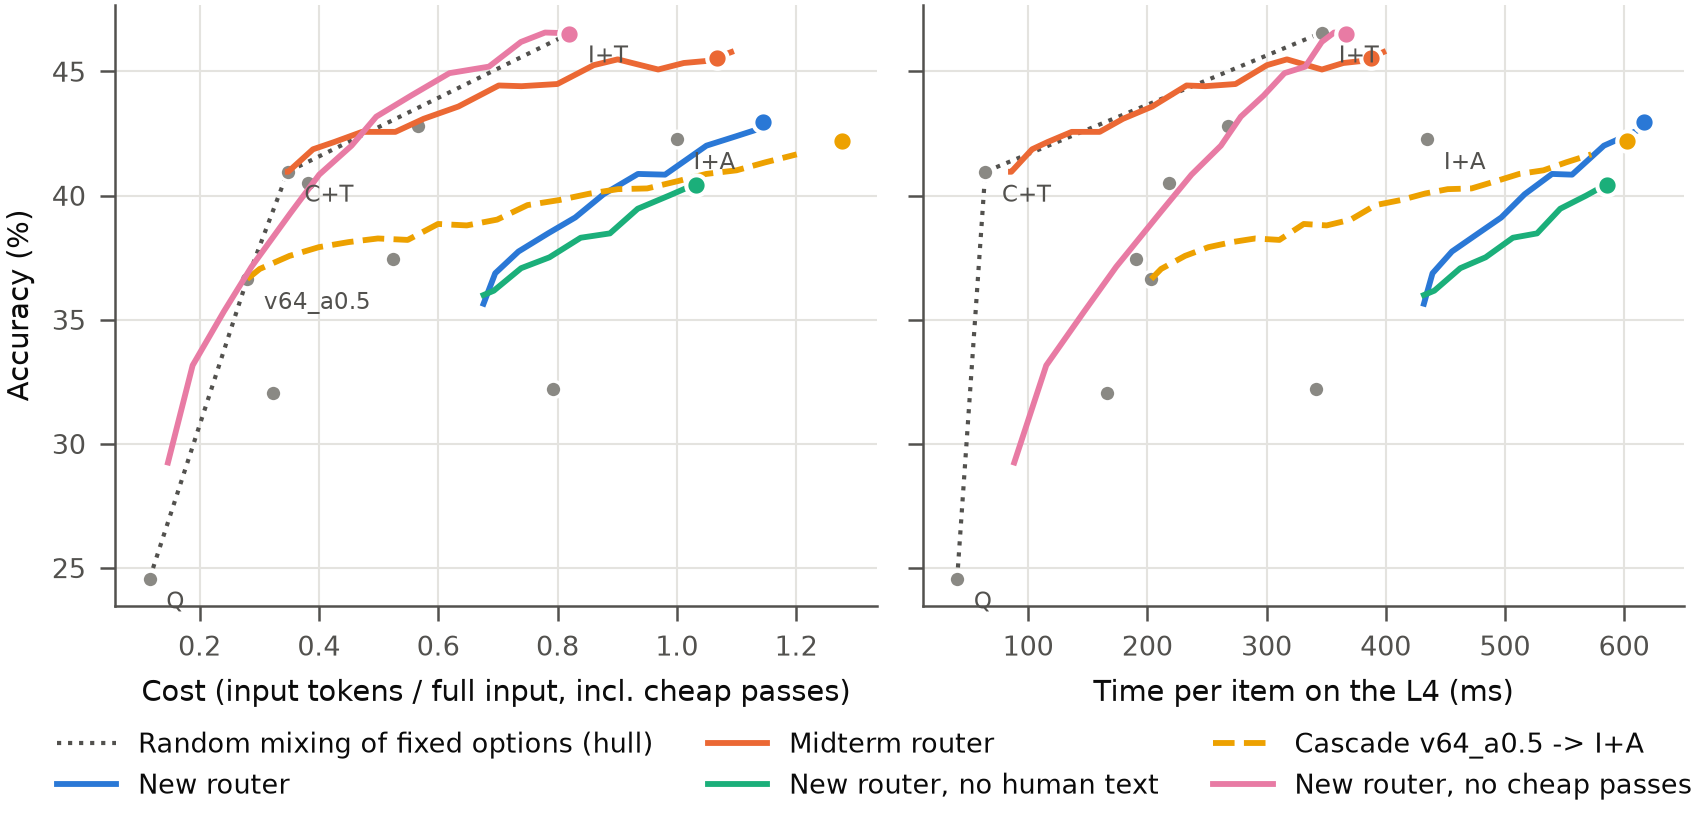 Accuracy (%)
45
40
35
30
25
I+T
C+T
I+A
v64_a0.5
Q
0.2 0.4 0.6 0.8 1.0 1.2
Cost (input tokens / full input, incl. cheap passes)
I+T
C+T
I+A
Q
100 200 300 400 500 600
Time per item on the L4 (ms)
Random mixing of fixed options (hull)
Midterm router
Cascade v64_a0.5 -> I+A
New router
New router, no human text
New router, no cheap passes